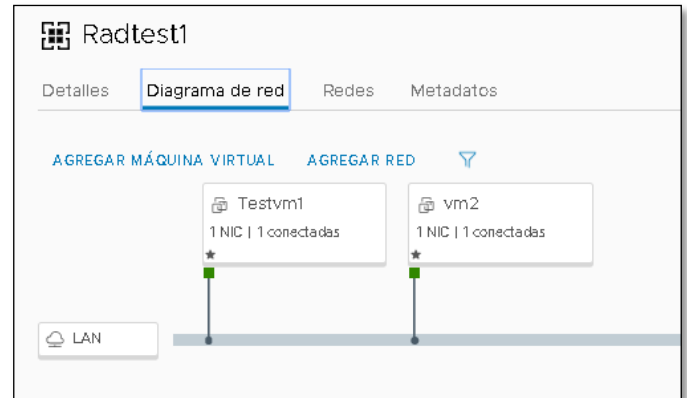 Radtest1
Detalles Diagrama de red Redes Metadatos
AGREGAR MÁQUINA VIRTUAL AGREGAR RED
Testvm1 vm2
1 NIC | 1 conectadas 1 NIC | 1 conectadas
LAN